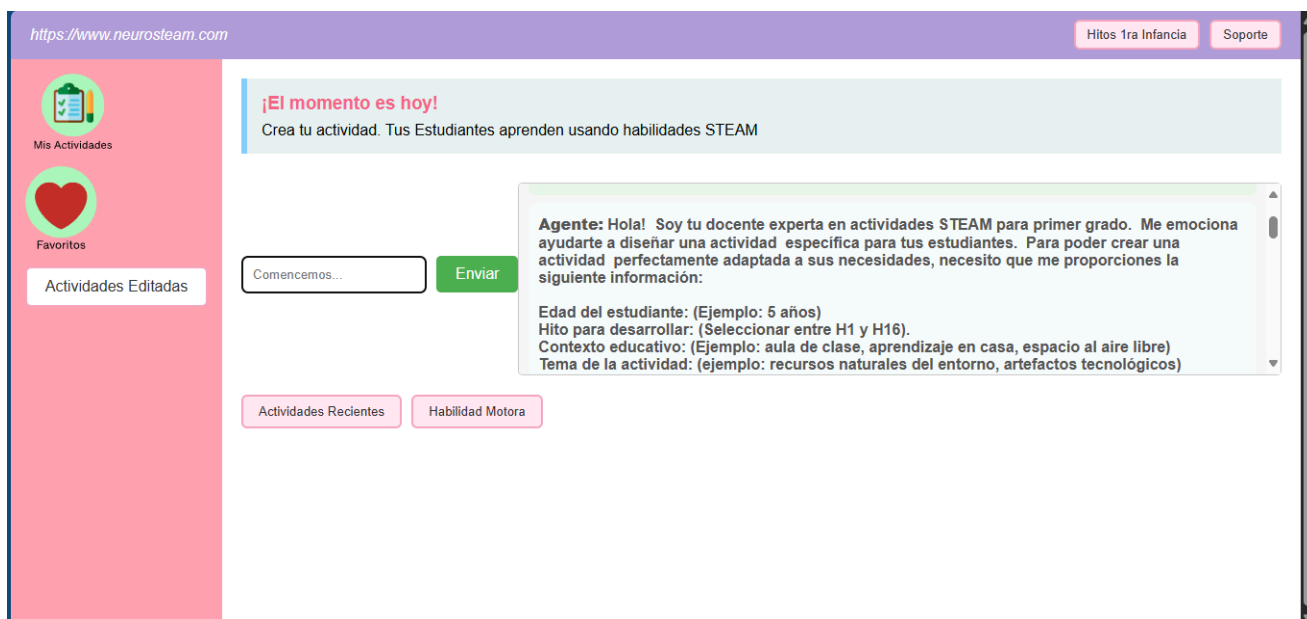 https://www.neurosteam.com
Hitos 1ra Infancia
Soporte
Mis Actividades
Favoritos
Actividades Editadas
¡El momento es hoy!
Crea tu actividad. Tus Estudiantes aprenden usando habilidades STEAM
Comencemos...
Enviar
Agente: Hola! Soy tu docente experta en actividades STEAM para primer grado. Me emociona
ayudarte a diseñar una actividad específica para tus estudiantes. Para poder crear una
actividad perfectamente adaptada a sus necesidades, necesito que me proporciones la
siguiente información:
Edad del estudiante: (Ejemplo: 5 años)
Hito para desarrollar: (Seleccionar entre H1 y H16).
Contexto educativo: (Ejemplo: aula de clase, aprendizaje en casa, espacio al aire libre)
Tema de la actividad: (ejemplo: recursos naturales del entorno, artefactos tecnológicos)
Actividades Recientes
Habilidad Motora